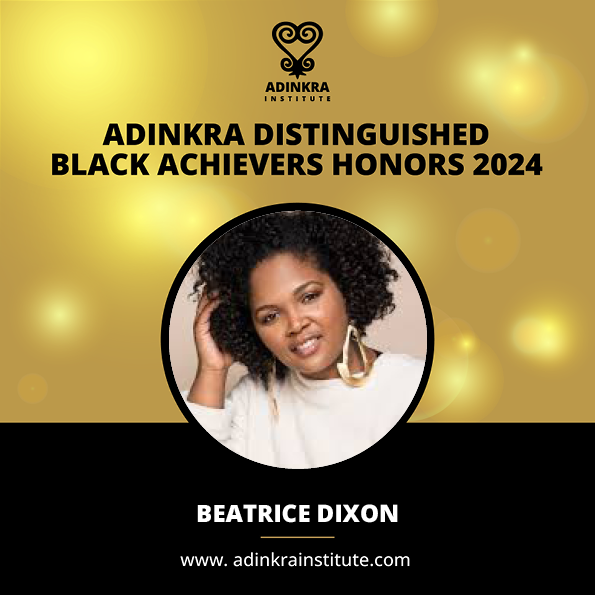 ADINKRA
INSTITUTE
ADINKRA DISTINGUISHED
BLACK ACHIEVERS HONORS 2024
BEATRICE DIXON
www. adinkrainstitute.com